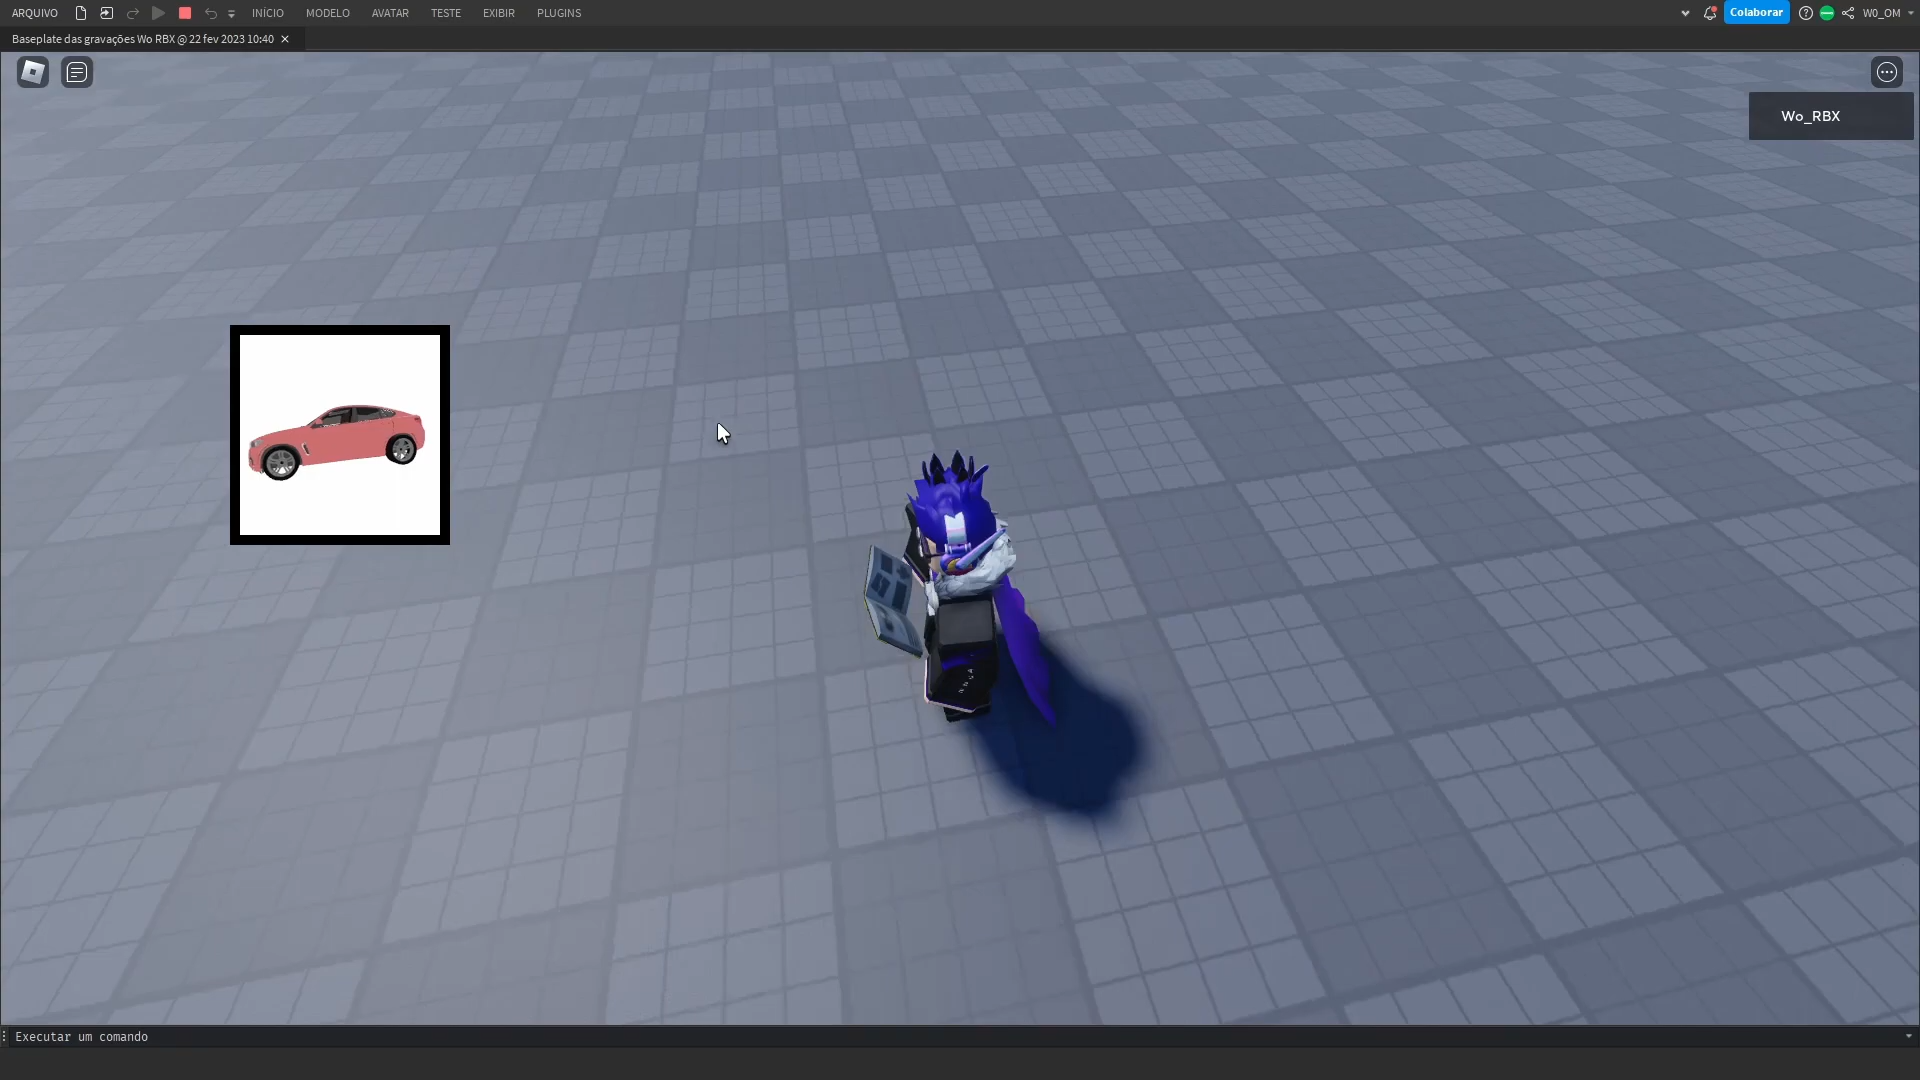 ARQUIVO
INÍCIO
MODELO
AVATAR
TESTE
EXIBIR
PLUGINS
Colaborar
W0_OM
Baseplate das gravações Wo RBX @ 22 fev 2023 10:40
Wo_RBX
Executar um comando